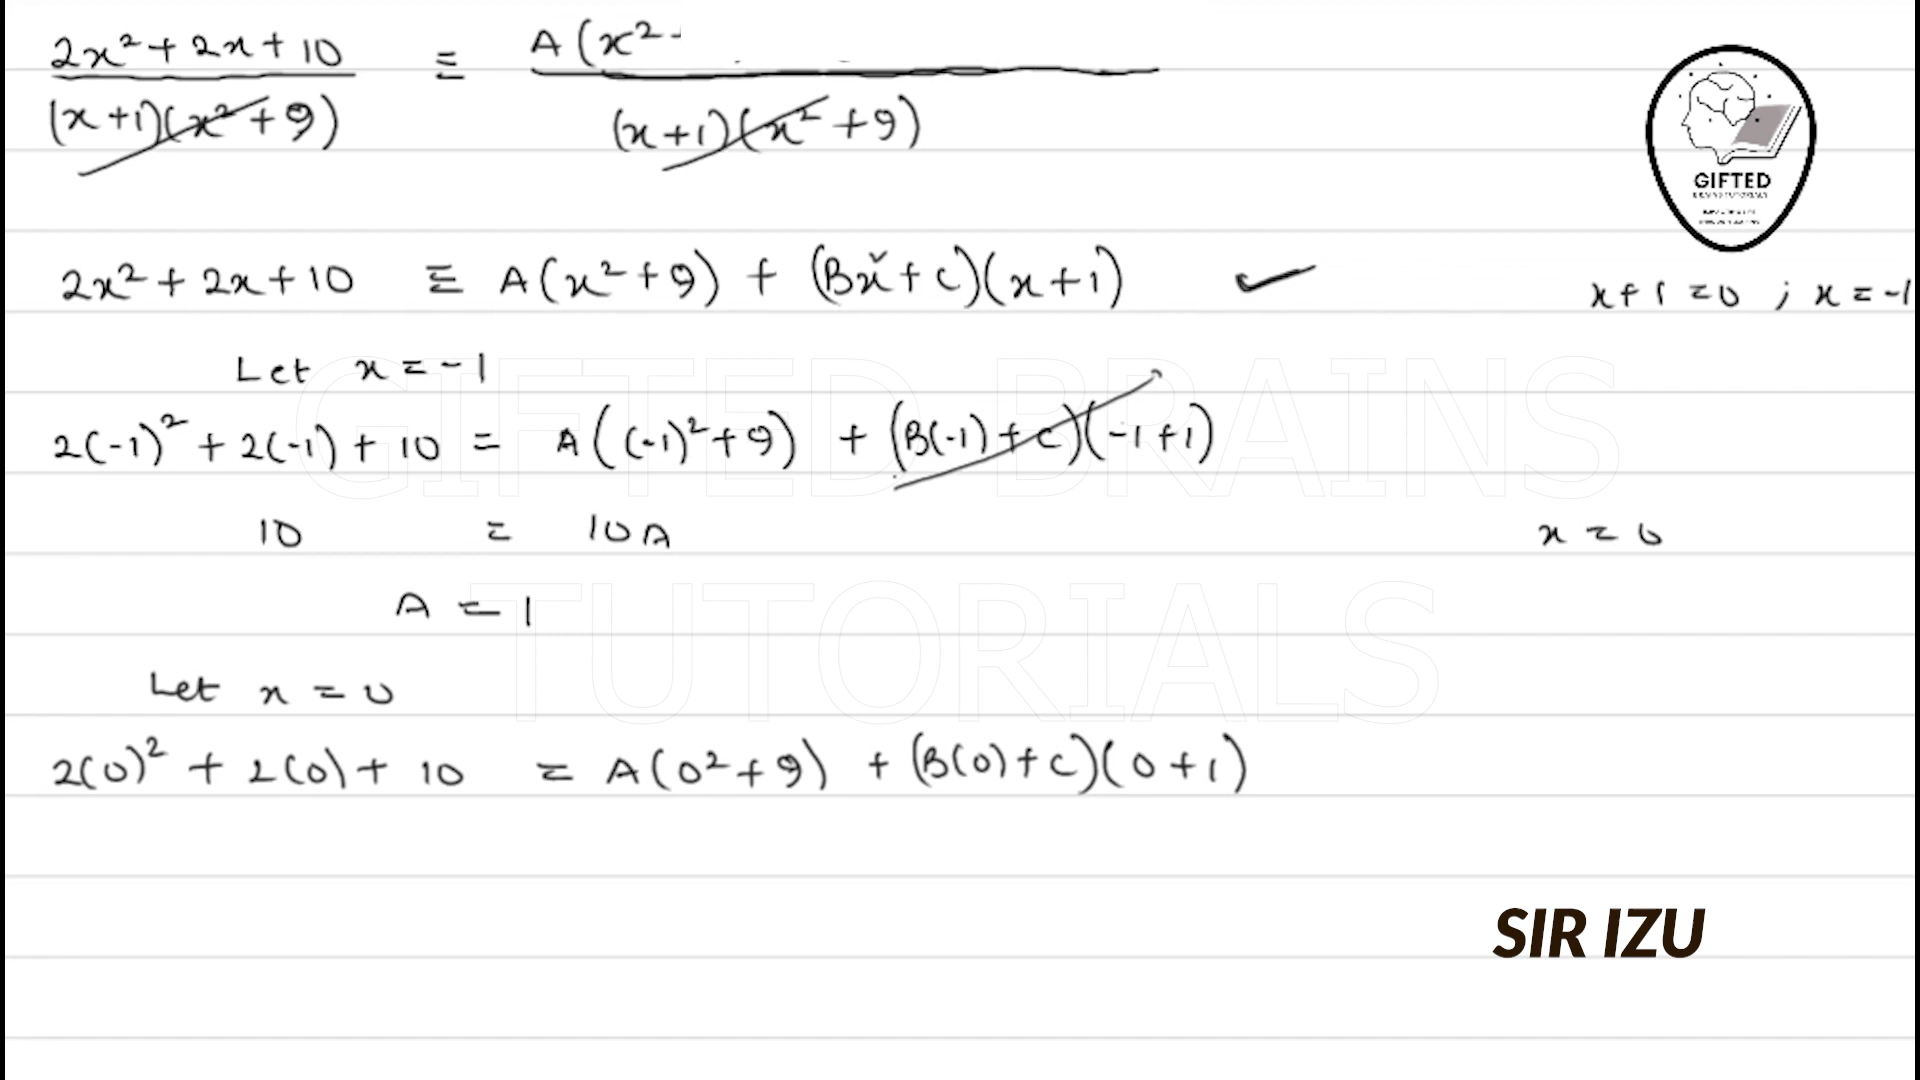 2x² + 2x + 10 ≡ A(x² -
(x+1)(x²+9) (x+1)(x²+9)
GIFTED
2x² + 2x + 10 ≡ A(x²+9) + (Bx+C)(x+1) ✓
x+1=0 ; x=-1
Let x = -1
2(-1)² + 2(-1) + 10 = A((-1)²+9) + (B(-1)+C)(-1+1)
10 = 10A
x = 0
A = 1
Let x = 0
2(0)² + 2(0) + 10 = A(0²+9) + (B(0)+C)(0+1)
GIFTED BRAINS
TUTORIALS
SIR IZU